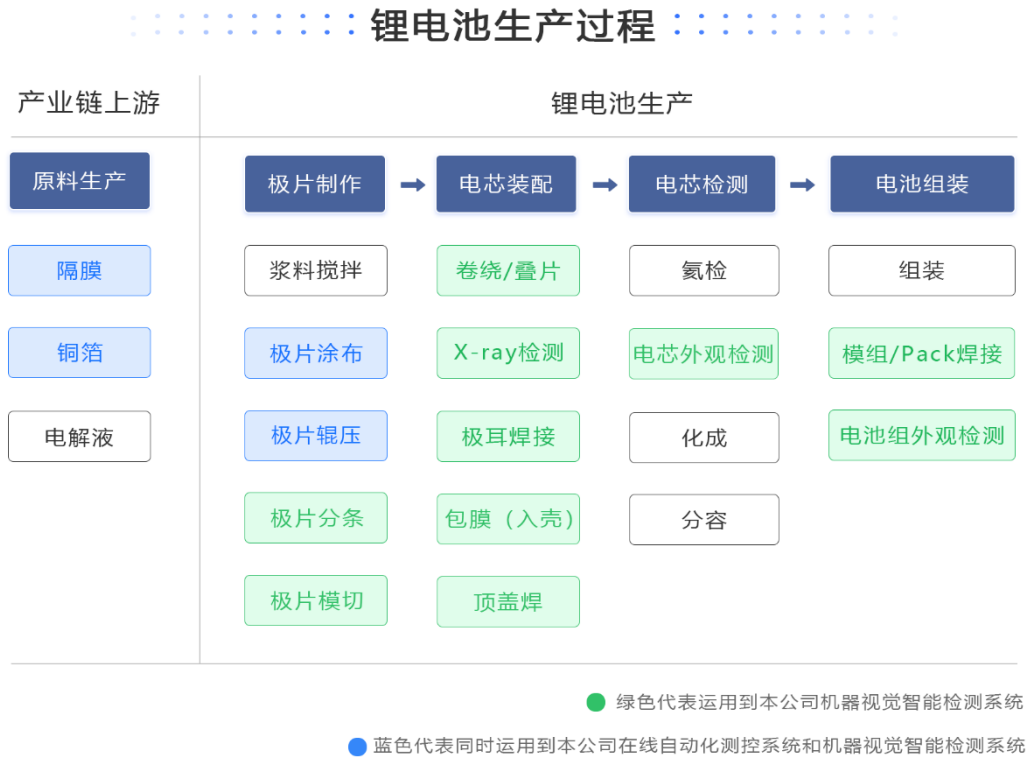 锂电池生产过程
产业链上游
锂电池生产
原料生产
隔膜
铜箔
电解液
极片制作
浆料搅拌
极片涂布
极片辊压
极片分条
极片模切
电芯装配
卷绕/叠片
X-ray检测
极耳焊接
包膜（入壳）
顶盖焊
电芯检测
氦检
电芯外观检测
化成
分容
电池组装
组装
模组/Pack焊接
电池组外观检测
绿色代表运用到本公司机器视觉智能检测系统
蓝色代表同时运用到本公司在线自动化测控系统和机器视觉智能检测系统